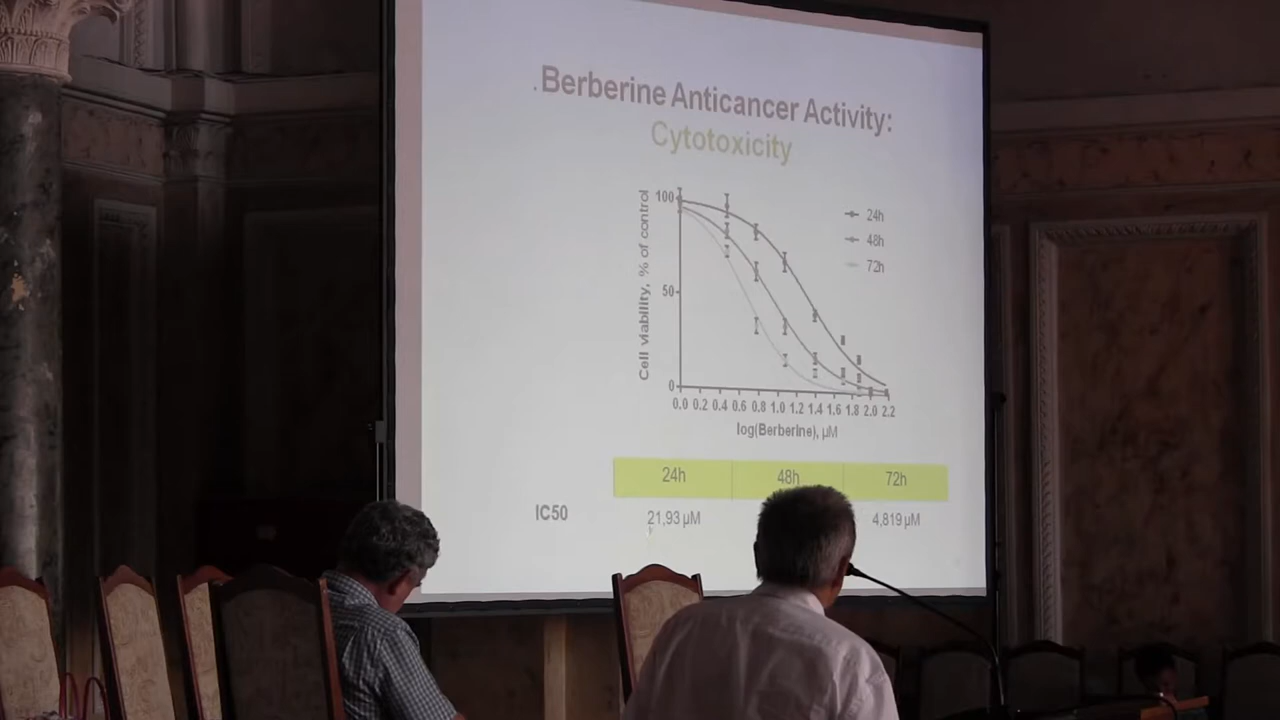 . Berberine Anticancer Activity:
Cytotoxicity
Cell viability, % of control
100
50
0
24h
48h
72h
0.0 0.2 0.4 0.6 0.8 1.0 1.2 1.4 1.6 1.8 2.0 2.2
log(Berberine), µM
24h 48h 72h
IC50 21,93 µM 4,819 µM